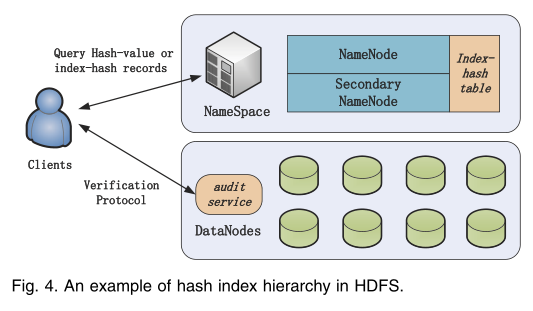 Query Hash-value or
index-hash records
NameSpace
NameNode
Secondary
NameNode
Index-
hash
table
Clients
Verification
Protocol
audit
service
DataNodes
Fig. 4. An example of hash index hierarchy in HDFS.